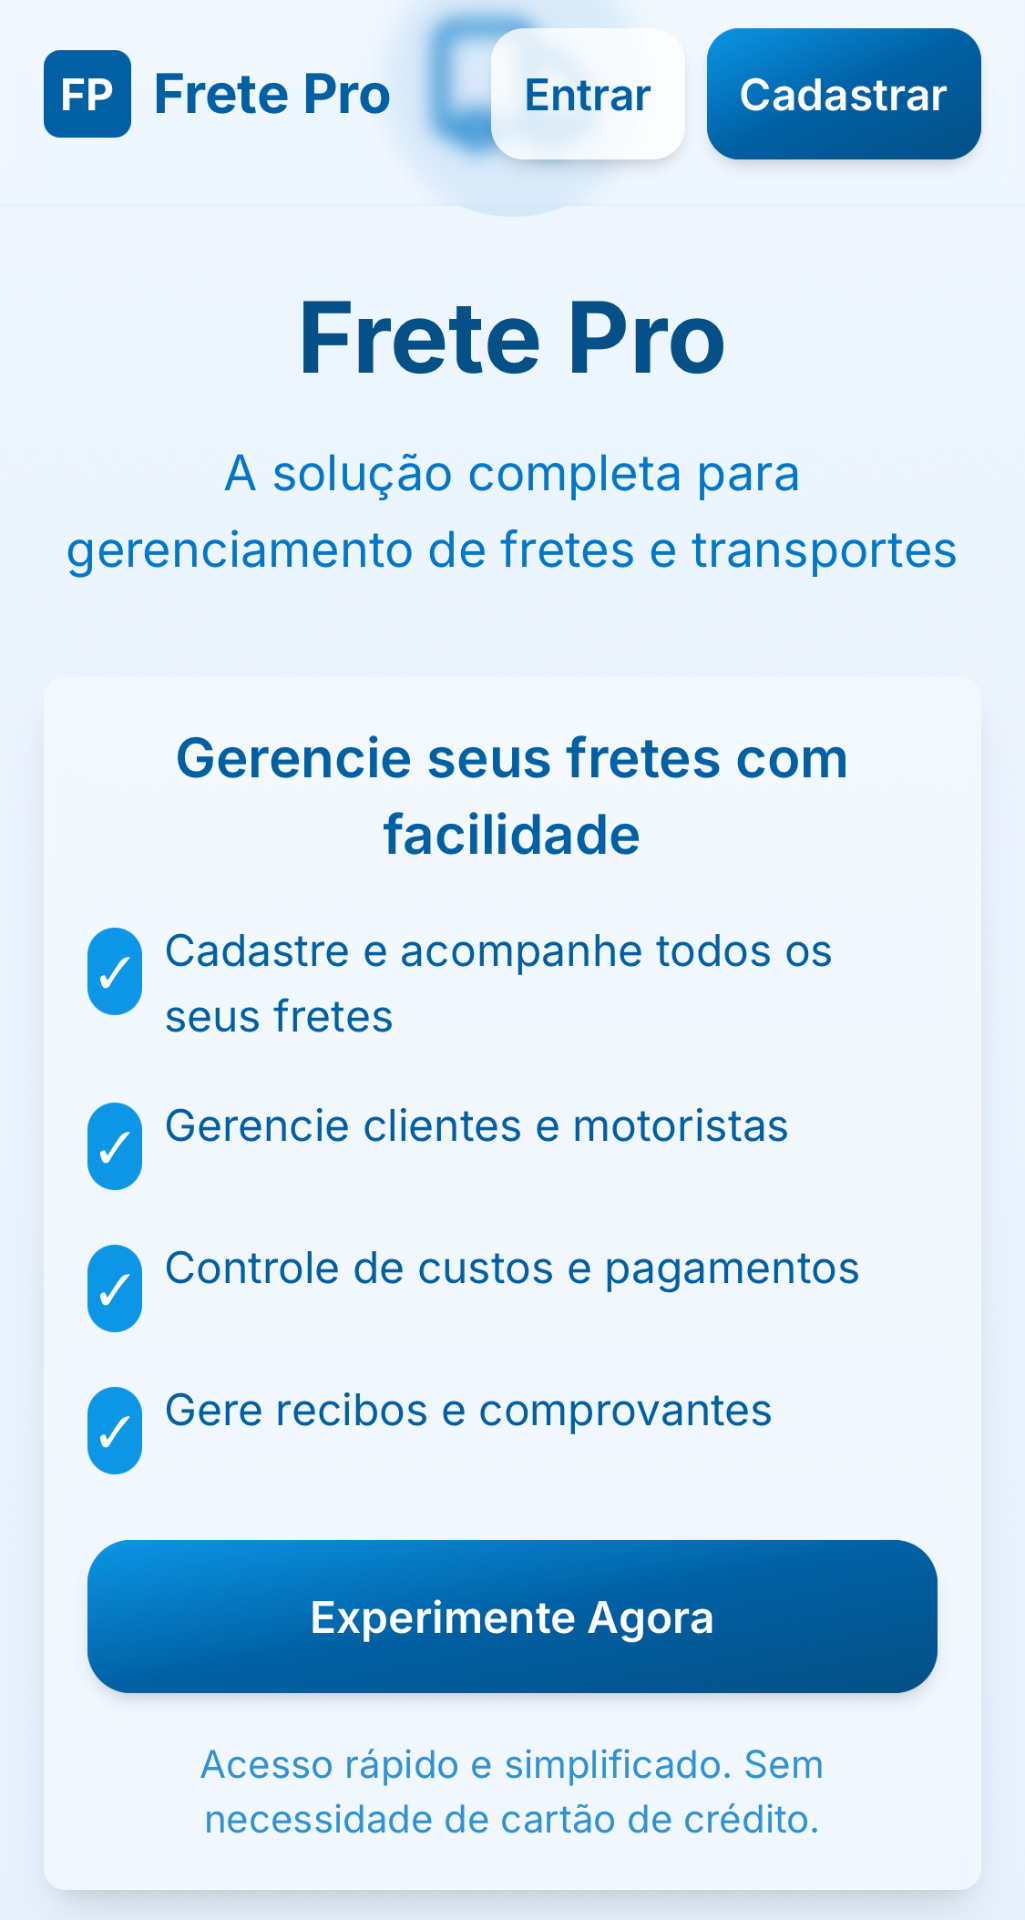 FP Frete Pro Entrar Cadastrar
Frete Pro
A solução completa para
gerenciamento de fretes e transportes
Gerencie seus fretes com
facilidade
✓ Cadastre e acompanhe todos os
seus fretes
✓ Gerencie clientes e motoristas
✓ Controle de custos e pagamentos
✓ Gere recibos e comprovantes
Experimente Agora
Acesso rápido e simplificado. Sem
necessidade de cartão de crédito.